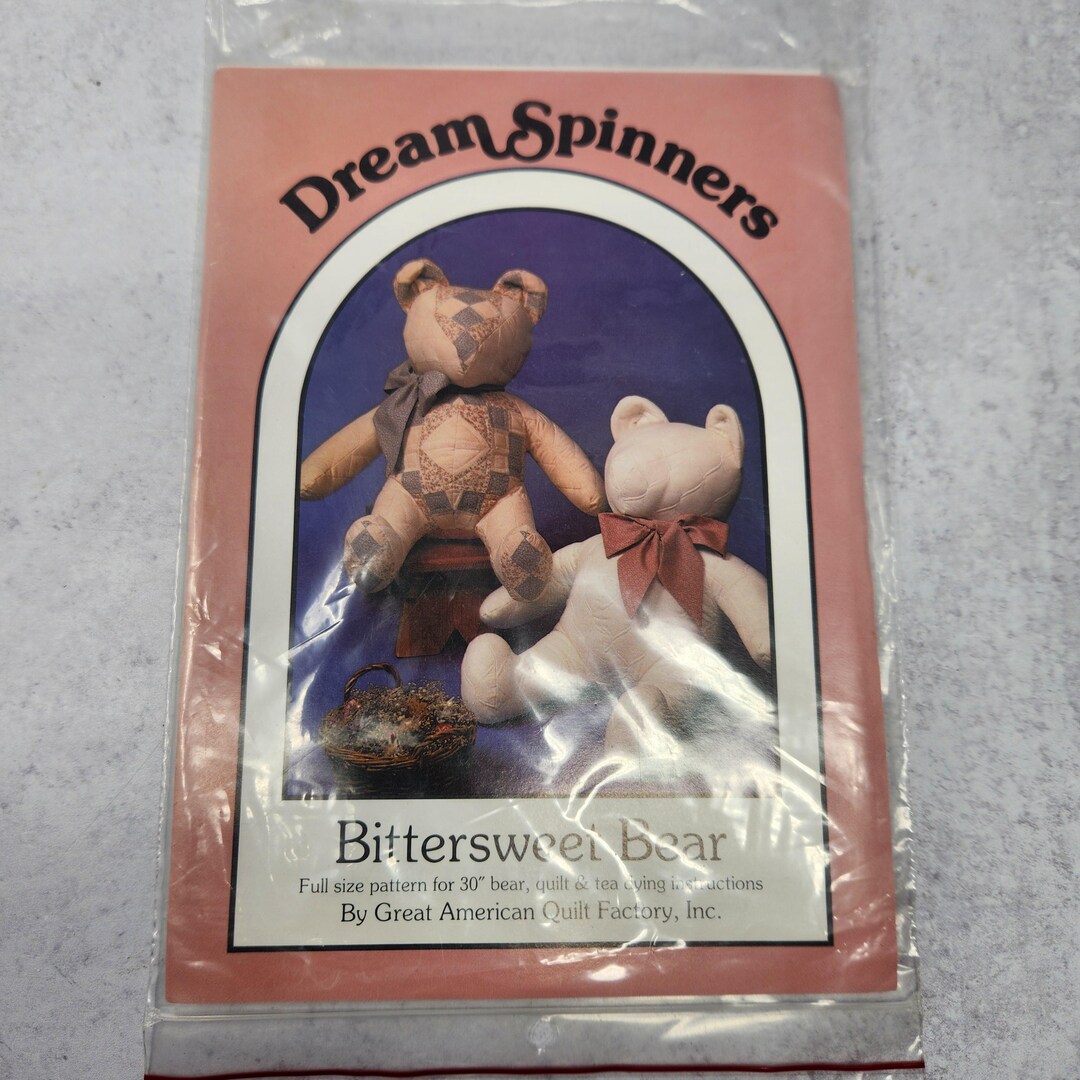 Dream Spinners
Bittersweet Bear
Full size pattern for 30" bear, quilt & tea dying instructions
By Great American Quilt Factory, Inc.